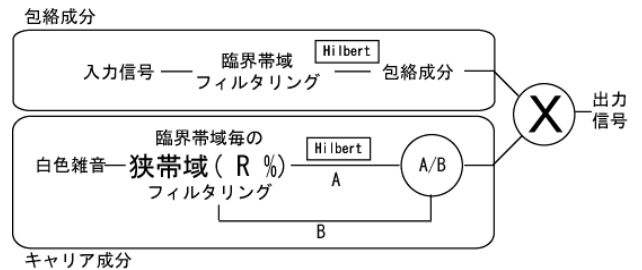 包絡成分
入力信号
臨界帯域
フィルタリング
Hilbert
包絡成分
X
出力
信号
白色雑音
臨界帯域毎の
狭帯域( R %)
フィルタリング
Hilbert
A
A/B
B
キャリア成分